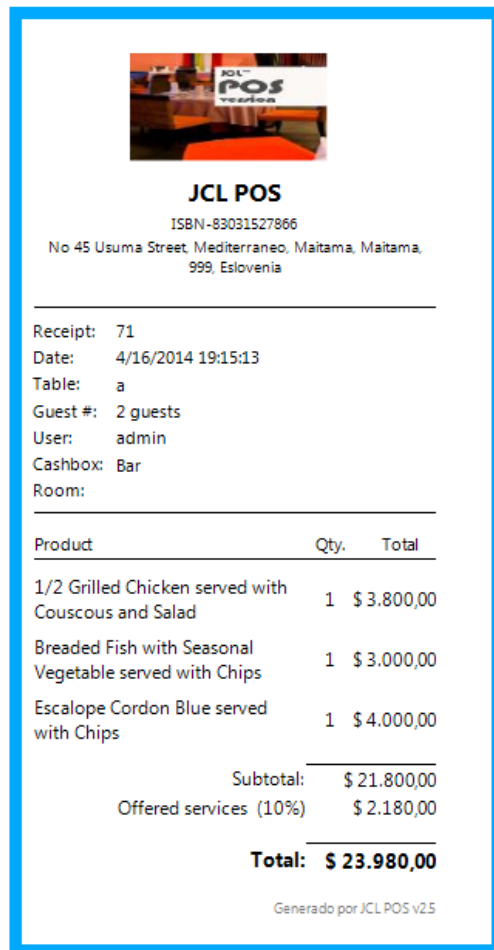 JCL™
POS
version
JCL POS
ISBN-83031527866
No 45 Usuma Street, Mediterraneo, Maitama, Maitama,
999, Eslovenia
Receipt: 71
Date: 4/16/2014 19:15:13
Table: a
Guest #: 2 guests
User: admin
Cashbox: Bar
Room:
Product Qty. Total
1/2 Grilled Chicken served with
Couscous and Salad 1 $ 3.800,00
Breaded Fish with Seasonal
Vegetable served with Chips 1 $ 3.000,00
Escalope Cordon Blue served
with Chips 1 $ 4.000,00
Subtotal: $ 21.800,00
Offered services (10%) $ 2.180,00
Total: $ 23.980,00
Generado por JCL POS v2.5